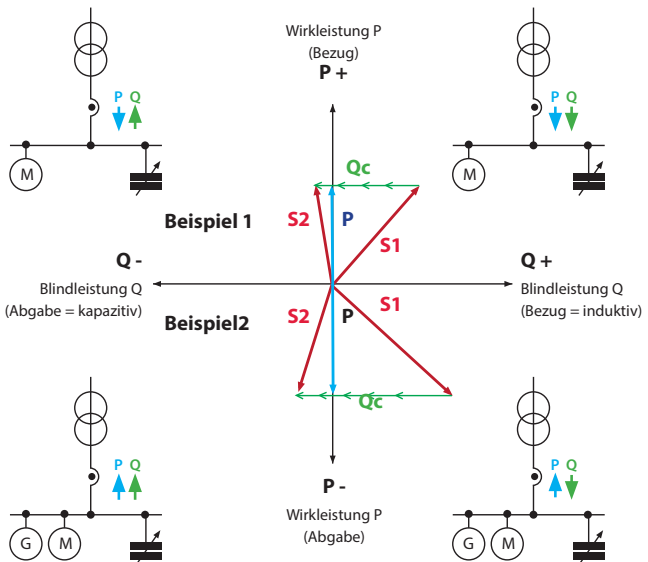 Wirkleistung P
(Bezug)
P +
P Q
P Q
M
M
Qc
Beispiel 1
S2
P
S1
Q -
Q +
Blindleistung Q
(Abgabe = kapazitiv)
Blindleistung Q
(Bezug = induktiv)
Beispiel2
S2
P
S1
Qc
P Q
P Q
P -
Wirkleistung P
(Abgabe)
G M
G M